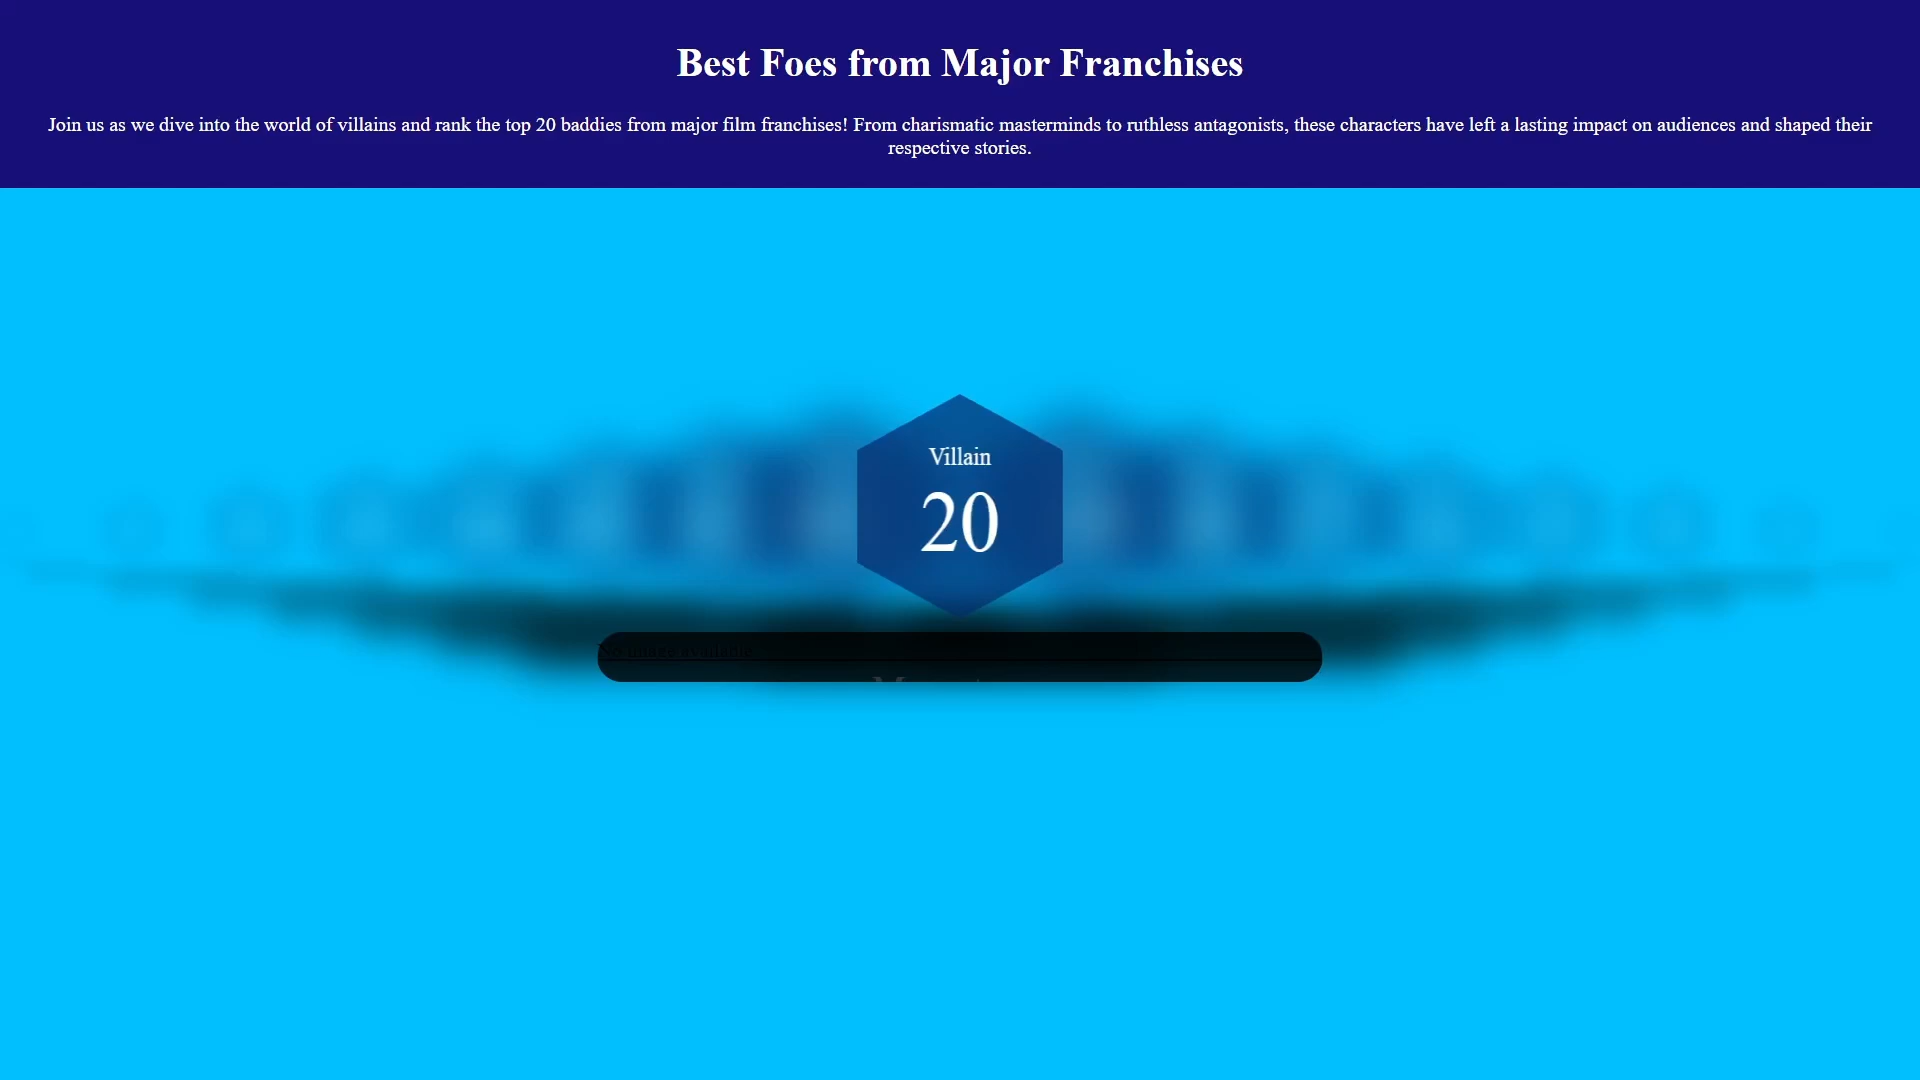 Best Foes from Major Franchises
Join us as we dive into the world of villains and rank the top 20 baddies from major film franchises! From charismatic masterminds to ruthless antagonists, these characters have left a lasting impact on audiences and shaped their
respective stories.
Villain
20
No image available